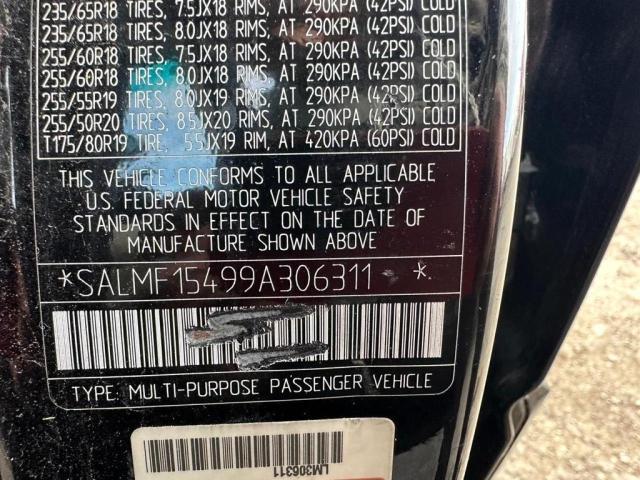 235/65R18 TIRES, 7.5JX18 RIMS, AT 290KPA (42PSI) COLD
235/65R18 TIRES, 8.0JX18 RIMS, AT 290KPA (42PSI) COLD
255/60R18 TIRES, 7.5JX18 RIMS, AT 290KPA (42PSI) COLD
255/60R18 TIRES, 8.0JX18 RIMS, AT 290KPA (42PSI) COLD
255/55R19 TIRES, 8.0JX19 RIMS, AT 290KPA (42PSI) COLD
255/50R20 TIRES, 8.5JX20 RIMS, AT 290KPA (42PSI) COLD
T175/80R19 TIRE, 5.5JX19 RIM, AT 420KPA (60PSI) COLD
THIS VEHICLE CONFORMS TO ALL APPLICABLE
U.S. FEDERAL MOTOR VEHICLE SAFETY
STANDARDS IN EFFECT ON THE DATE OF
MANUFACTURE SHOWN ABOVE
*SALMF15499A306311 *.
TYPE: MULTI-PURPOSE PASSENGER VEHICLE
LM306311